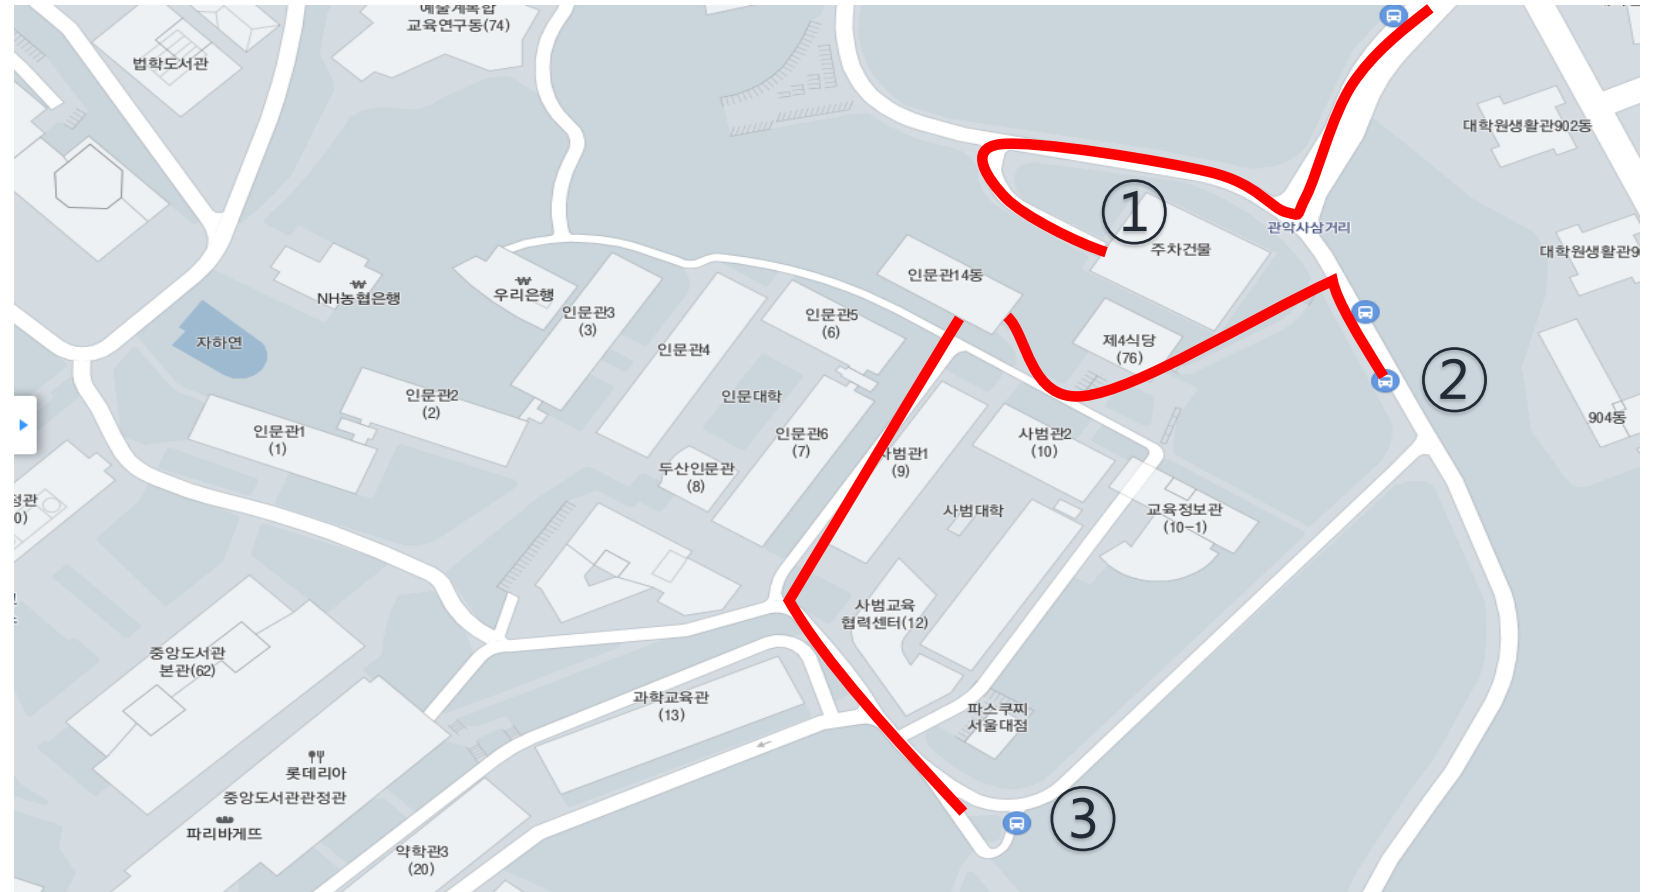 교육연구동(74)
법학도서관
대학원생활관902동
①
관악사삼거리
주차건물
인문관14동
NH농협은행
우리은행
인문관3
(3)
인문관5
(6)
자하연
인문관4
제4식당
(76)
②
인문관2
(2)
인문대학
904동
인문관1
(1)
인문관6
(7)
사범관1
(9)
사범관2
(10)
두산인문관
(8)
사범대학
교육정보관
(10-1)
사범교육
협력센터(12)
중앙도서관
본관(62)
과학교육관
(13)
파스쿠찌
서울대점
롯데리아
중앙도서관관정관
③
파리바게뜨
약학관3
(20)